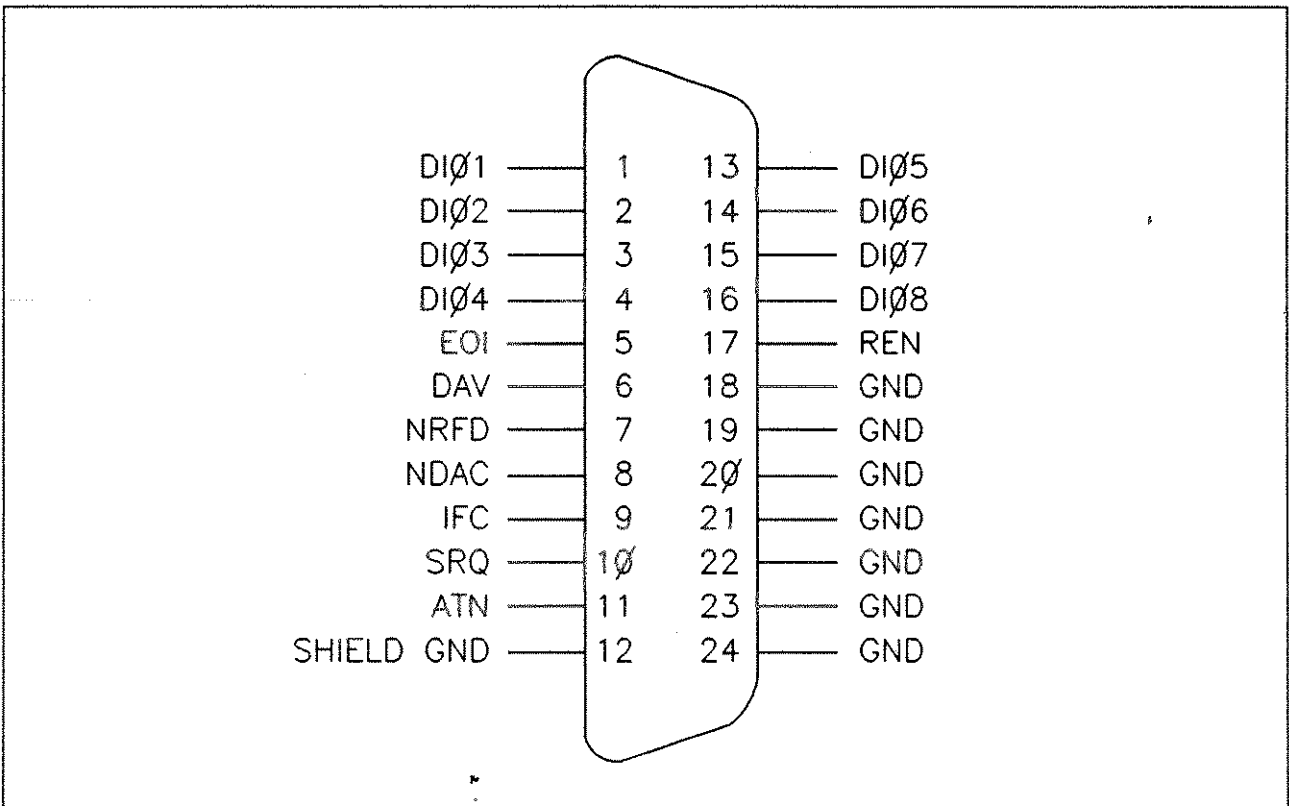 DIØ1 1 13 DIØ5
DIØ2 2 14 DIØ6
DIØ3 3 15 DIØ7
DIØ4 4 16 DIØ8
EOI 5 17 REN
DAV 6 18 GND
NRFD 7 19 GND
NDAC 8 2Ø GND
IFC 9 21 GND
SRQ 1Ø 22 GND
ATN 11 23 GND
SHIELD GND 12 24 GND